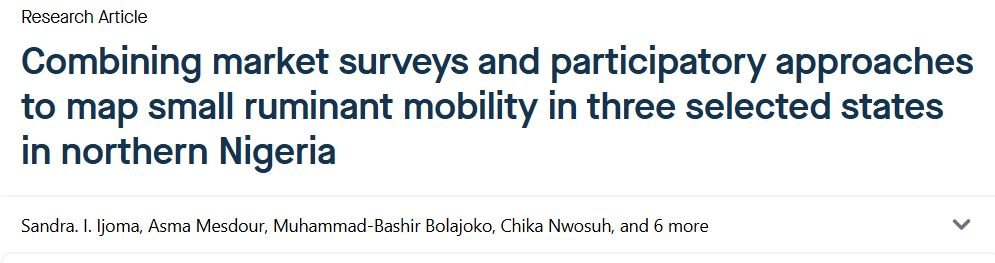 Research Article
Combining market surveys and participatory approaches
to map small ruminant mobility in three selected states
in northern Nigeria
Sandra. I. Ijoma, Asma Mesdour, Muhammad-Bashir Bolajoko, Chika Nwosuh, and 6 more